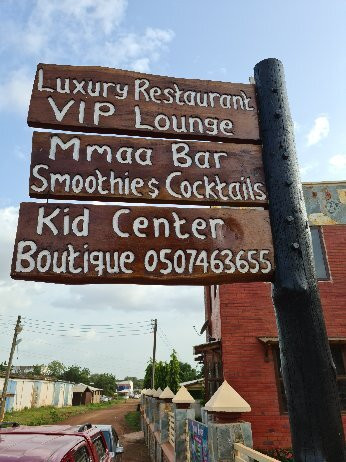 Luxury Restaurant
VIP Lounge
Mmaa Bar
Smoothies Cocktails
Kid Center
Boutique 0507463655